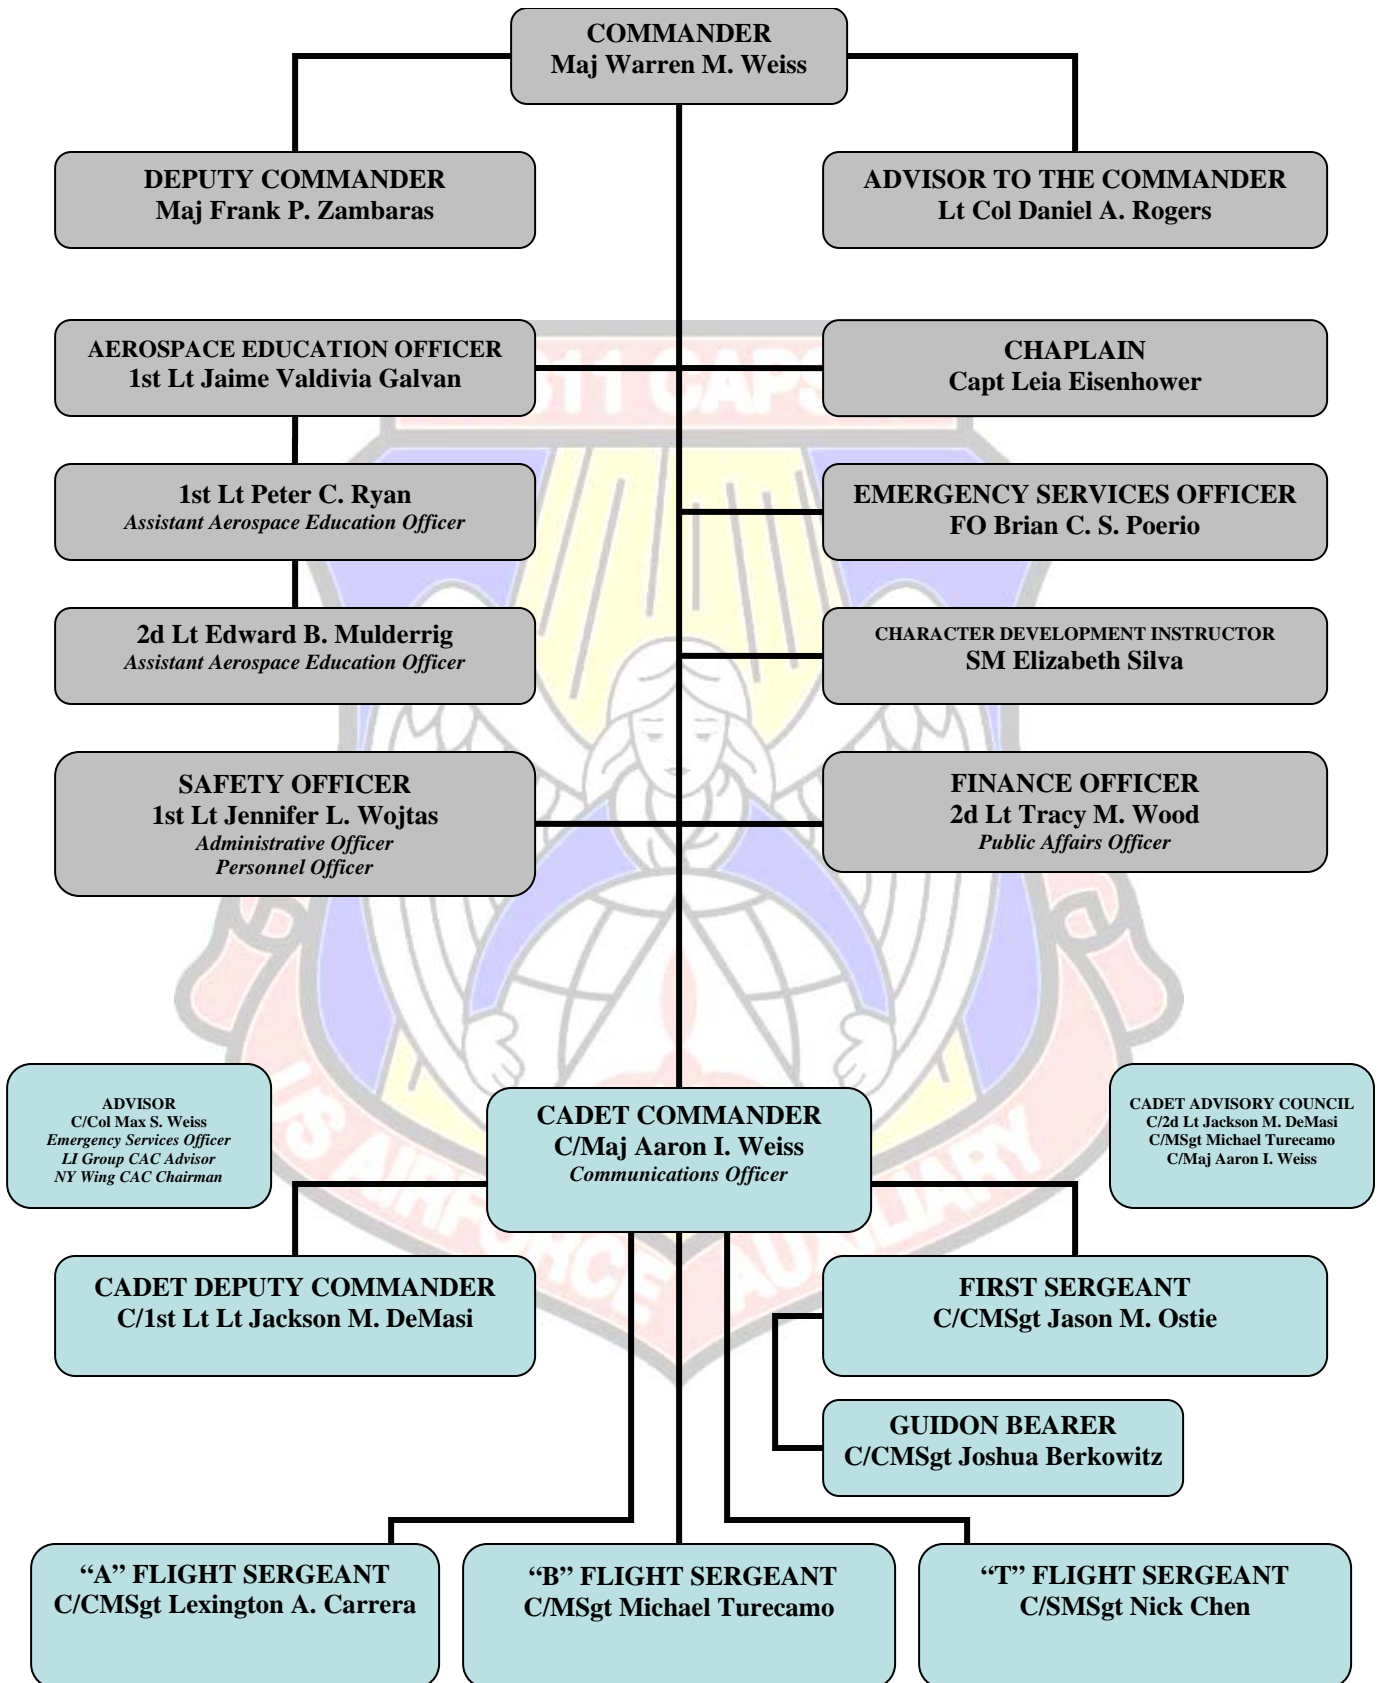 COMMANDER
Maj Warren M. Weiss
DEPUTY COMMANDER
Maj Frank P. Zambaras
ADVISOR TO THE COMMANDER
Lt Col Daniel A. Rogers
AEROSPACE EDUCATION OFFICER
1st Lt Jaime Valdivia Galvan
CHAPLAIN
Capt Leia Eisenhower
1st Lt Peter C. Ryan
Assistant Aerospace Education Officer
EMERGENCY SERVICES OFFICER
FO Brian C. S. Poerio
2d Lt Edward B. Mulderrig
Assistant Aerospace Education Officer
CHARACTER DEVELOPMENT INSTRUCTOR
SM Elizabeth Silva
SAFETY OFFICER
1st Lt Jennifer L. Wojtas
Administrative Officer
Personnel Officer
FINANCE OFFICER
2d Lt Tracy M. Wood
Public Affairs Officer
ADVISOR
C/Col Max S. Weiss
Emergency Services Officer
LI Group CAC Advisor
NY Wing CAC Chairman
CADET COMMANDER
C/Maj Aaron I. Weiss
Communications Officer
CADET ADVISORY COUNCIL
C/2d Lt Jackson M. DeMasi
C/MSgt Michael Turecamo
C/Maj Aaron I. Weiss
US AIRFORCE AUXILIARY
CADET DEPUTY COMMANDER
C/1st Lt Lt Jackson M. DeMasi
FIRST SERGEANT
C/CMSgt Jason M. Ostie
GUIDON BEARER
C/CMSgt Joshua Berkowitz
“A” FLIGHT SERGEANT
C/CMSgt Lexington A. Carrera
“B” FLIGHT SERGEANT
C/MSgt Michael Turecamo
“T” FLIGHT SERGEANT
C/SMSgt Nick Chen